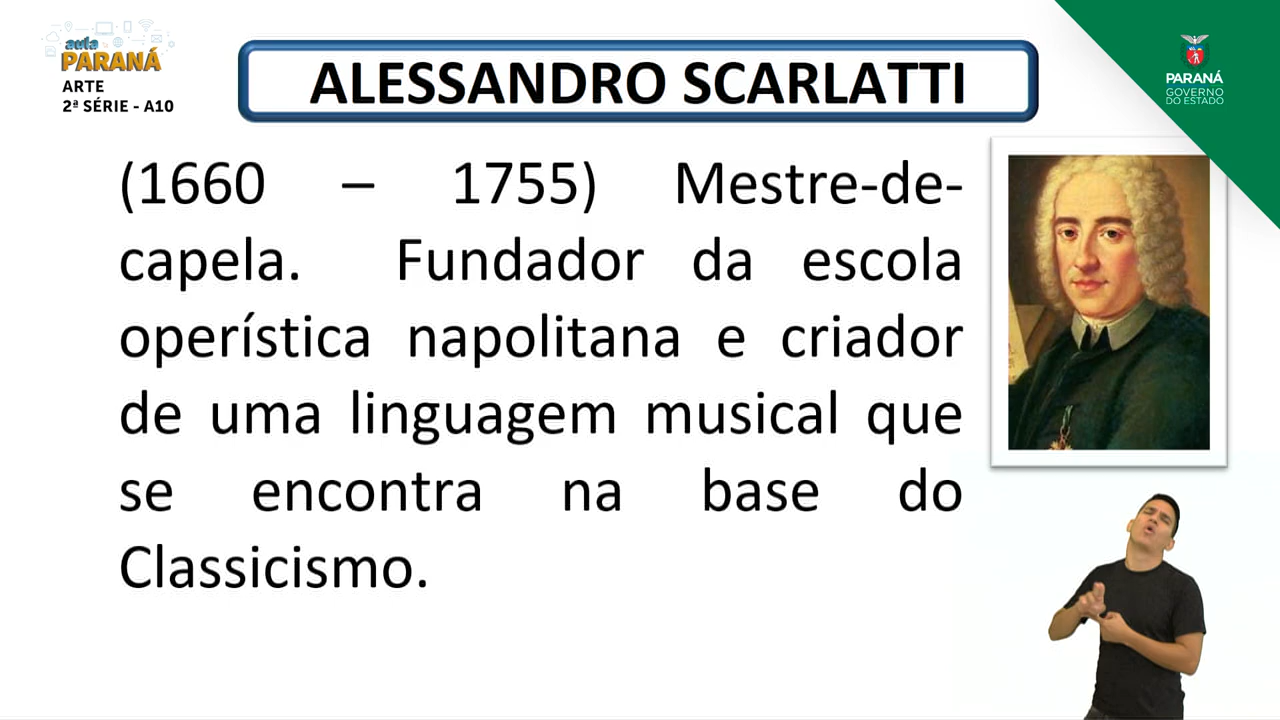 aula
PARANÁ
ARTE
2ª SÉRIE - A10
ALESSANDRO SCARLATTI
PARANÁ
GOVERNO
DO ESTADO
(1660 – 1755) Mestre-de-
capela. Fundador da escola
operística napolitana e criador
de uma linguagem musical que
se encontra na base do
Classicismo.